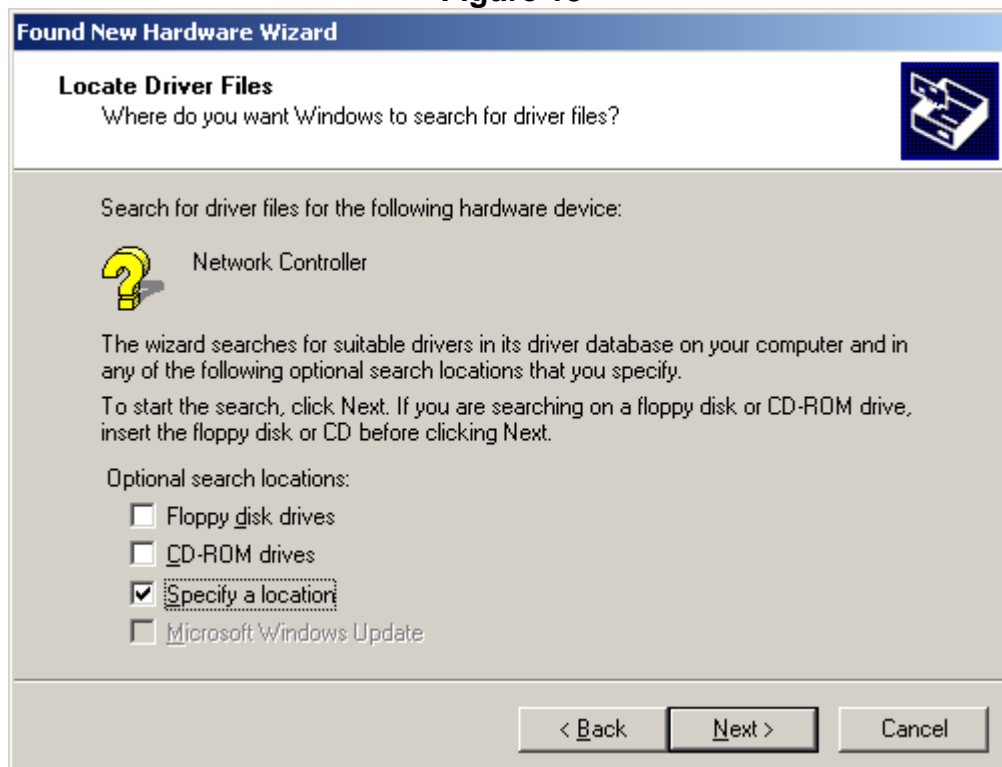 Found New Hardware Wizard
Locate Driver Files
Where do you want Windows to search for driver files?
Search for driver files for the following hardware device:
Network Controller
The wizard searches for suitable drivers in its driver database on your computer and in
any of the following optional search locations that you specify.
To start the search, click Next. If you are searching on a floppy disk or CD-ROM drive,
insert the floppy disk or CD before clicking Next.
Optional search locations:
Floppy disk drives
CD-ROM drives
Specify a location
Microsoft Windows Update
< Back Next > Cancel